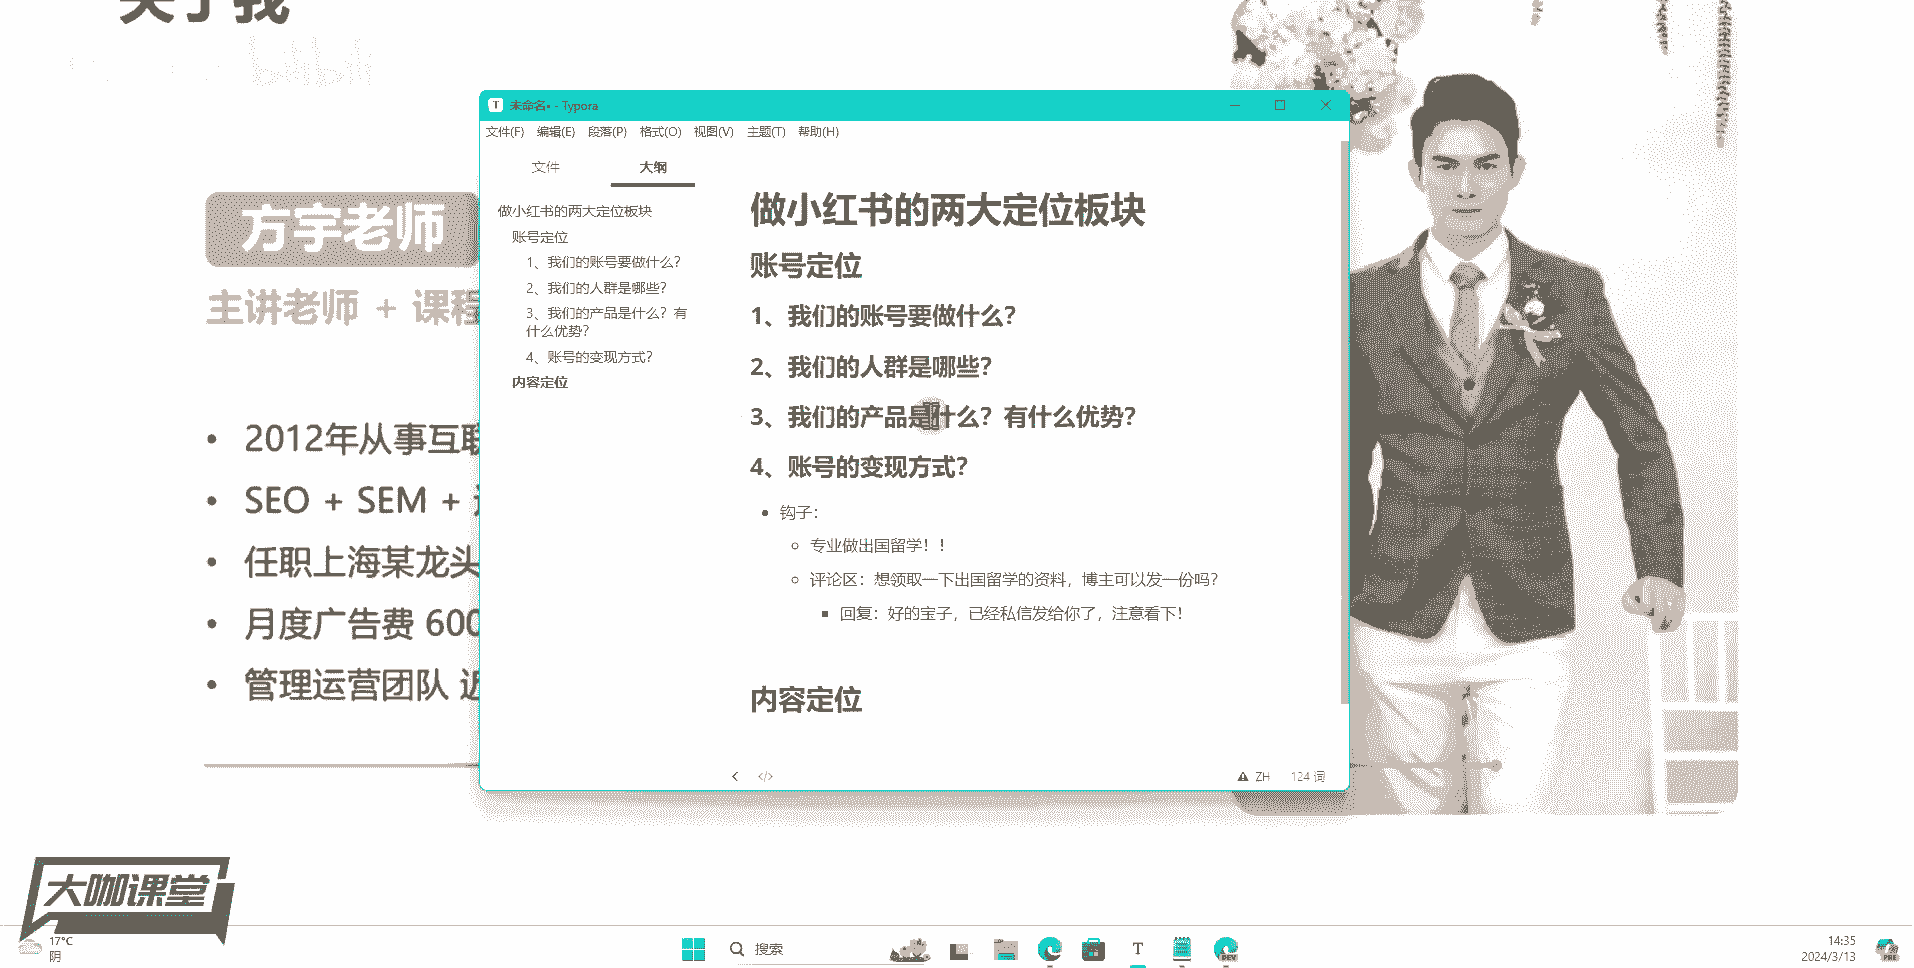 关于我
bilibili
未命名• - Typora
文件(F) 编辑(E) 段落(P) 格式(O) 视图(V) 主题(T) 帮助(H)
文件 大纲
做小红书的两大定位板块
账号定位
1、我们的账号要做什么？
2、我们的人群是哪些？
3、我们的产品是什么？有
什么优势？
4、账号的变现方式？
内容定位
做小红书的两大定位板块
账号定位
1、我们的账号要做什么？
2、我们的人群是哪些？
3、我们的产品是什么？有什么优势？
4、账号的变现方式？
• 钩子：
专业做出国留学！！
评论区：想领取一下出国留学的资料，博主可以发一份吗？
回复：好的宝子，已经私信发给你了，注意看下！
内容定位
ZH 124 词
方宇老师
主讲老师 + 课程
• 2012年从事互联
• SEO + SEM +
• 任职上海某龙头
• 月度广告费 600
• 管理运营团队 近
大咖课堂
17°C
阴
搜索
T
DEV
14:35
2024/3/13
PRE